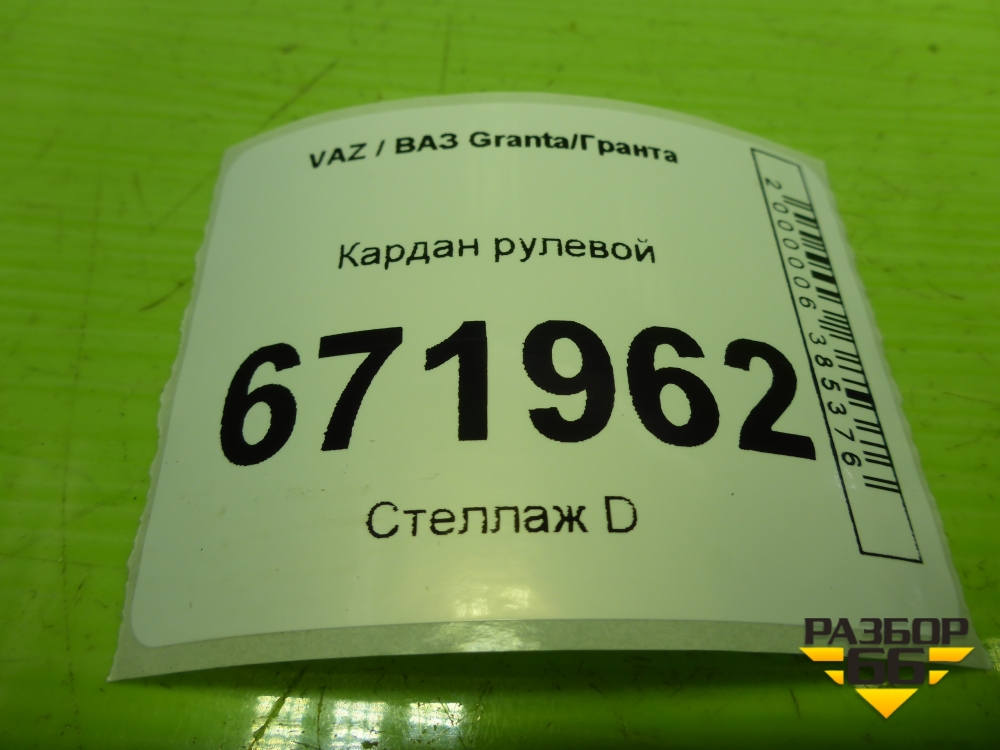 VAZ / ВАЗ Granta/Гранта
Кардан рулевой
671962
Стеллаж D
2000006385376
РАЗБОР
66